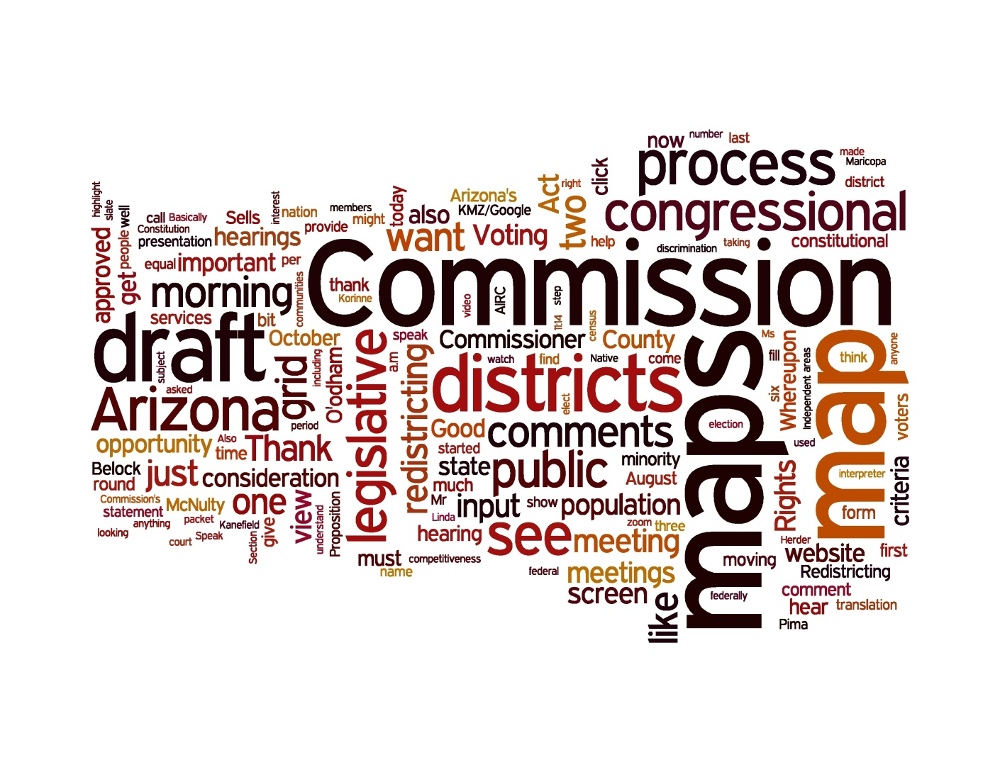 now
number
last
process
made
Maricopa
district
click
Act
right
two
Arizona's
KMZ/Google
congressional
highlight
slate
well
people
approved
get
call
Basically
Sells
interest
nation
members
might
today
also
Constitution
presentation
hearings
provide
want
Voting
help
discrimination
taking
constitutional
equal
important
per
communities
morning
services
bit
Commission
thank
Korinne
video
AIRC
step
11:14
census
draft
subject
October
grid
including
O'odham
legislative
speak
a.m
redistricting
Commissioner
County
watch
find
Native
come
districts
elect
maps
election
federally
Ms
fill
six
Whereupon
areas
Independent
used
map
think
anyone
voters
interpreter
form
criteria
Rights
asked
Arizona
period
opportunity
Also
time
Thank
Good
comments
started
state
public
minority
much
August
Belock
just
consideration
round
Commission's
statement
McNulty
one
view
understand
Proposition
anything
packet
Kanefield
give
Section
looking
court
Speak
Mr
Linda
input
show
population
zoom
three
hearing
see
meeting
must
competitiveness
name
federal
meetings
screen
like
moving
Herder
website
first
Redistricting
comment
hear
translation
Pima